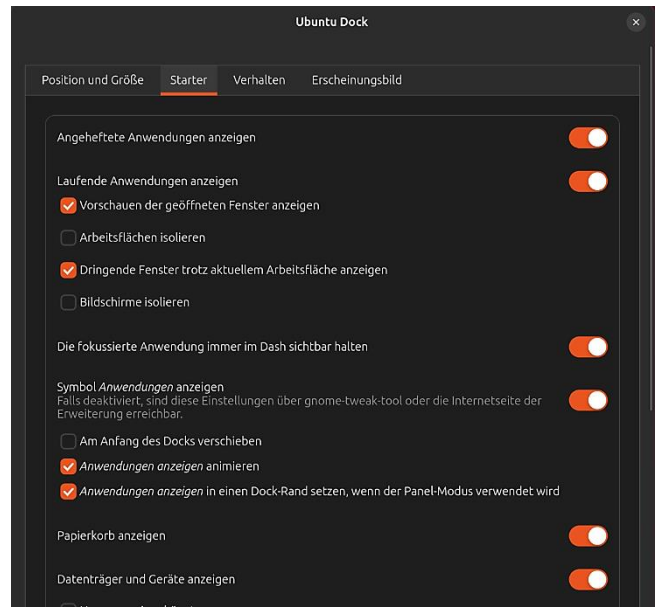 Ubuntu Dock
Position und Größe
Starter
Verhalten
Erscheinungsbild
Angeheftete Anwendungen anzeigen
Laufende Anwendungen anzeigen
Vorschauen der geöffneten Fenster anzeigen
Arbeitsflächen isolieren
Dringende Fenster trotz aktuellem Arbeitsfläche anzeigen
Bildschirme isolieren
Die fokussierte Anwendung immer im Dash sichtbar halten
Symbol Anwendungen anzeigen
Falls deaktiviert, sind diese Einstellungen über gnome-tweak-tool oder die Internetseite der
Erweiterung erreichbar.
Am Anfang des Docks verschieben
Anwendungen anzeigen animieren
Anwendungen anzeigen in einen Dock-Rand setzen, wenn der Panel-Modus verwendet wird
Papierkorb anzeigen
Datenträger und Geräte anzeigen